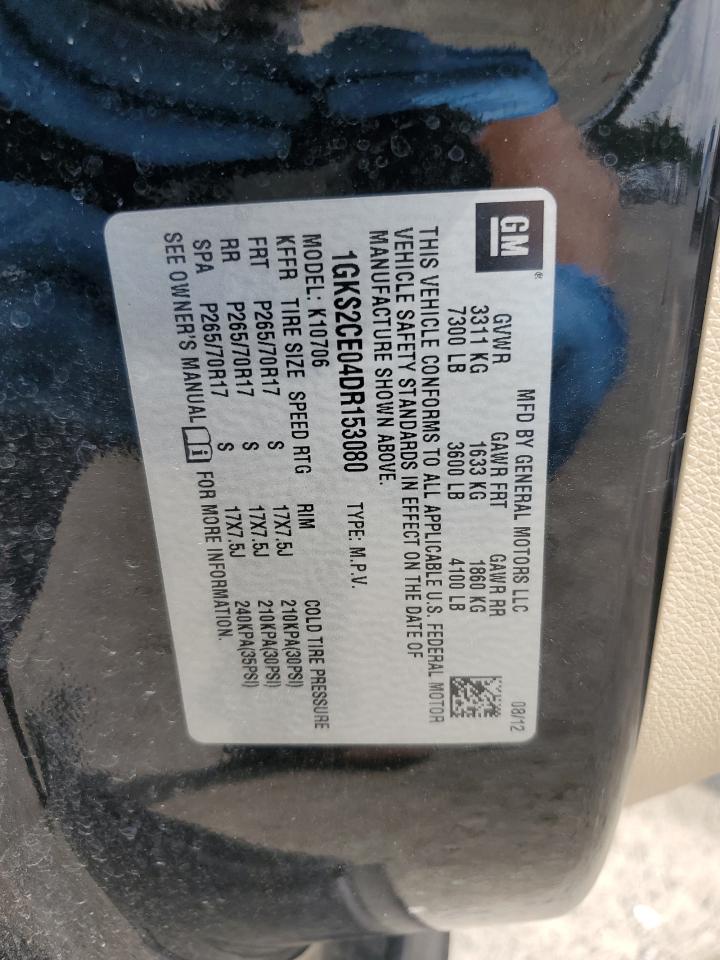 GM®
MFD BY GENERAL MOTORS LLC 08/12
GVWR GAWR FRT GAWR RR
3311 KG 1633 KG 1860 KG
7300 LB 3600 LB 4100 LB
THIS VEHICLE CONFORMS TO ALL APPLICABLE U.S. FEDERAL MOTOR
VEHICLE SAFETY STANDARDS IN EFFECT ON THE DATE OF
MANUFACTURE SHOWN ABOVE.
1GKS2CE04DR153080 TYPE: M.P.V.
MODEL: K10706
KFFR TIRE SIZE SPEED RTG RIM COLD TIRE PRESSURE
FRT P265/70R17 S 17X7.5J 210KPA(30PSI)
RR P265/70R17 S 17X7.5J 210KPA(30PSI)
SPA P265/70R17 S 17X7.5J 240KPA(35PSI)
SEE OWNER'S MANUAL i FOR MORE INFORMATION.